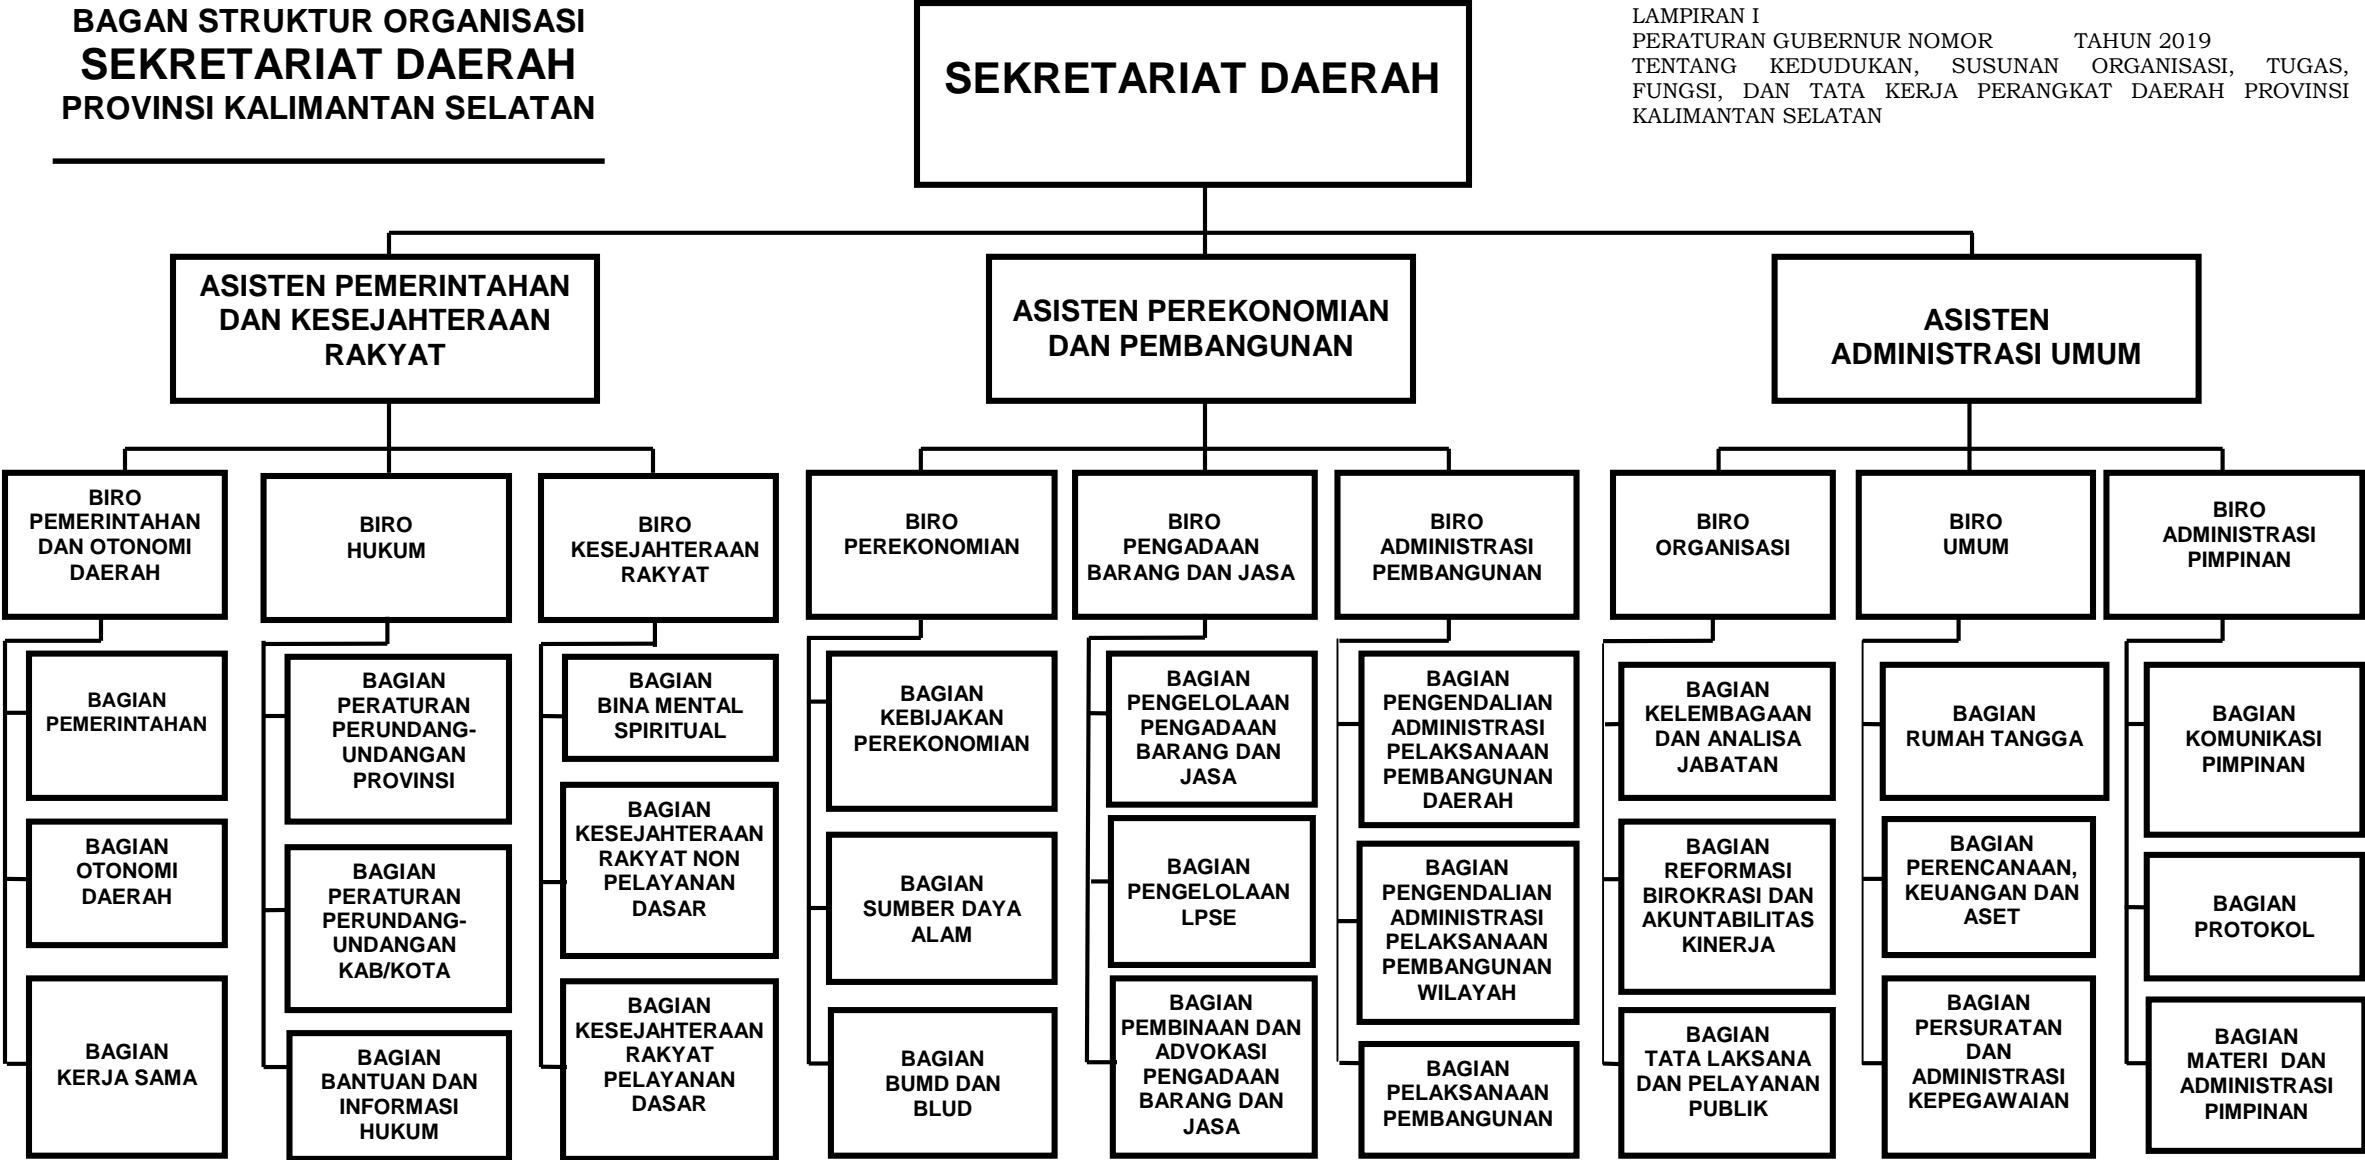 BAGAN STRUKTUR ORGANISASI
SEKRETARIAT DAERAH
PROVINSI KALIMANTAN SELATAN
SEKRETARIAT DAERAH
LAMPIRAN I
PERATURAN GUBERNUR NOMOR TAHUN 2019
TENTANG KEDUDUKAN, SUSUNAN ORGANISASI, TUGAS,
FUNGSI, DAN TATA KERJA PERANGKAT DAERAH PROVINSI
KALIMANTAN SELATAN
ASISTEN PEMERINTAHAN
DAN KESEJAHTERAAN
RAKYAT
ASISTEN PEREKONOMIAN
DAN PEMBANGUNAN
ASISTEN
ADMINISTRASI UMUM
BIRO
PEMERINTAHAN
DAN OTONOMI
DAERAH
BIRO
HUKUM
BIRO
KESEJAHTERAAN
RAKYAT
BIRO
PEREKONOMIAN
BIRO
PENGADAAN
BARANG DAN JASA
BIRO
ADMINISTRASI
PEMBANGUNAN
BIRO
ORGANISASI
BIRO
UMUM
BIRO
ADMINISTRASI
PIMPINAN
BAGIAN
PEMERINTAHAN
BAGIAN
OTONOMI
DAERAH
BAGIAN
KERJA SAMA
BAGIAN
PERATURAN
PERUNDANG-
UNDANGAN
PROVINSI
BAGIAN
PERATURAN
PERUNDANG-
UNDANGAN
KAB/KOTA
BAGIAN
BANTUAN DAN
INFORMASI
HUKUM
BAGIAN
BINA MENTAL
SPIRITUAL
BAGIAN
KESEJAHTERAAN
RAKYAT NON
PELAYANAN
DASAR
BAGIAN
KESEJAHTERAAN
RAKYAT
PELAYANAN
DASAR
BAGIAN
KEBIJAKAN
PEREKONOMIAN
BAGIAN
SUMBER DAYA
ALAM
BAGIAN
BUMD DAN
BLUD
BAGIAN
PENGELOLAAN
PENGADAAN
BARANG DAN
JASA
BAGIAN
PENGELOLAAN
LPSE
BAGIAN
PEMBINAAN DAN
ADVOKASI
PENGADAAN
BARANG DAN
JASA
BAGIAN
PENGENDALIAN
ADMINISTRASI
PELAKSANAAN
PEMBANGUNAN
DAERAH
BAGIAN
PENGENDALIAN
ADMINISTRASI
PELAKSANAAN
PEMBANGUNAN
WILAYAH
BAGIAN
PELAKSANAAN
PEMBANGUNAN
BAGIAN
KELEMBAGAAN
DAN ANALISA
JABATAN
BAGIAN
REFORMASI
BIROKRASI DAN
AKUNTABILITAS
KINERJA
BAGIAN
TATA LAKSANA
DAN PELAYANAN
PUBLIK
BAGIAN
RUMAH TANGGA
BAGIAN
PERENCANAAN,
KEUANGAN DAN
ASET
BAGIAN
PERSURATAN
DAN
ADMINISTRASI
KEPEGAWAIAN
BAGIAN
KOMUNIKASI
PIMPINAN
BAGIAN
PROTOKOL
BAGIAN
MATERI DAN
ADMINISTRASI
PIMPINAN